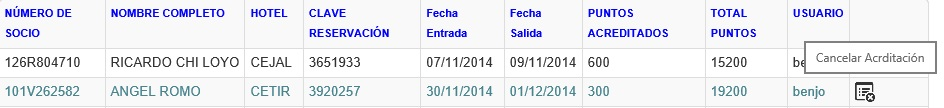 NÚMERO DE SOCIO NOMBRE COMPLETO HOTEL CLAVE RESERVACIÓN Fecha Entrada Fecha Salida PUNTOS ACREDITADOS TOTAL PUNTOS USUARIO
Cancelar Acrditación
126R804710 RICARDO CHI LOYO CEJAL 3651933 07/11/2014 09/11/2014 600 15200
101V262582 ANGEL ROMO CETIR 3920257 30/11/2014 01/12/2014 300 19200 benjo